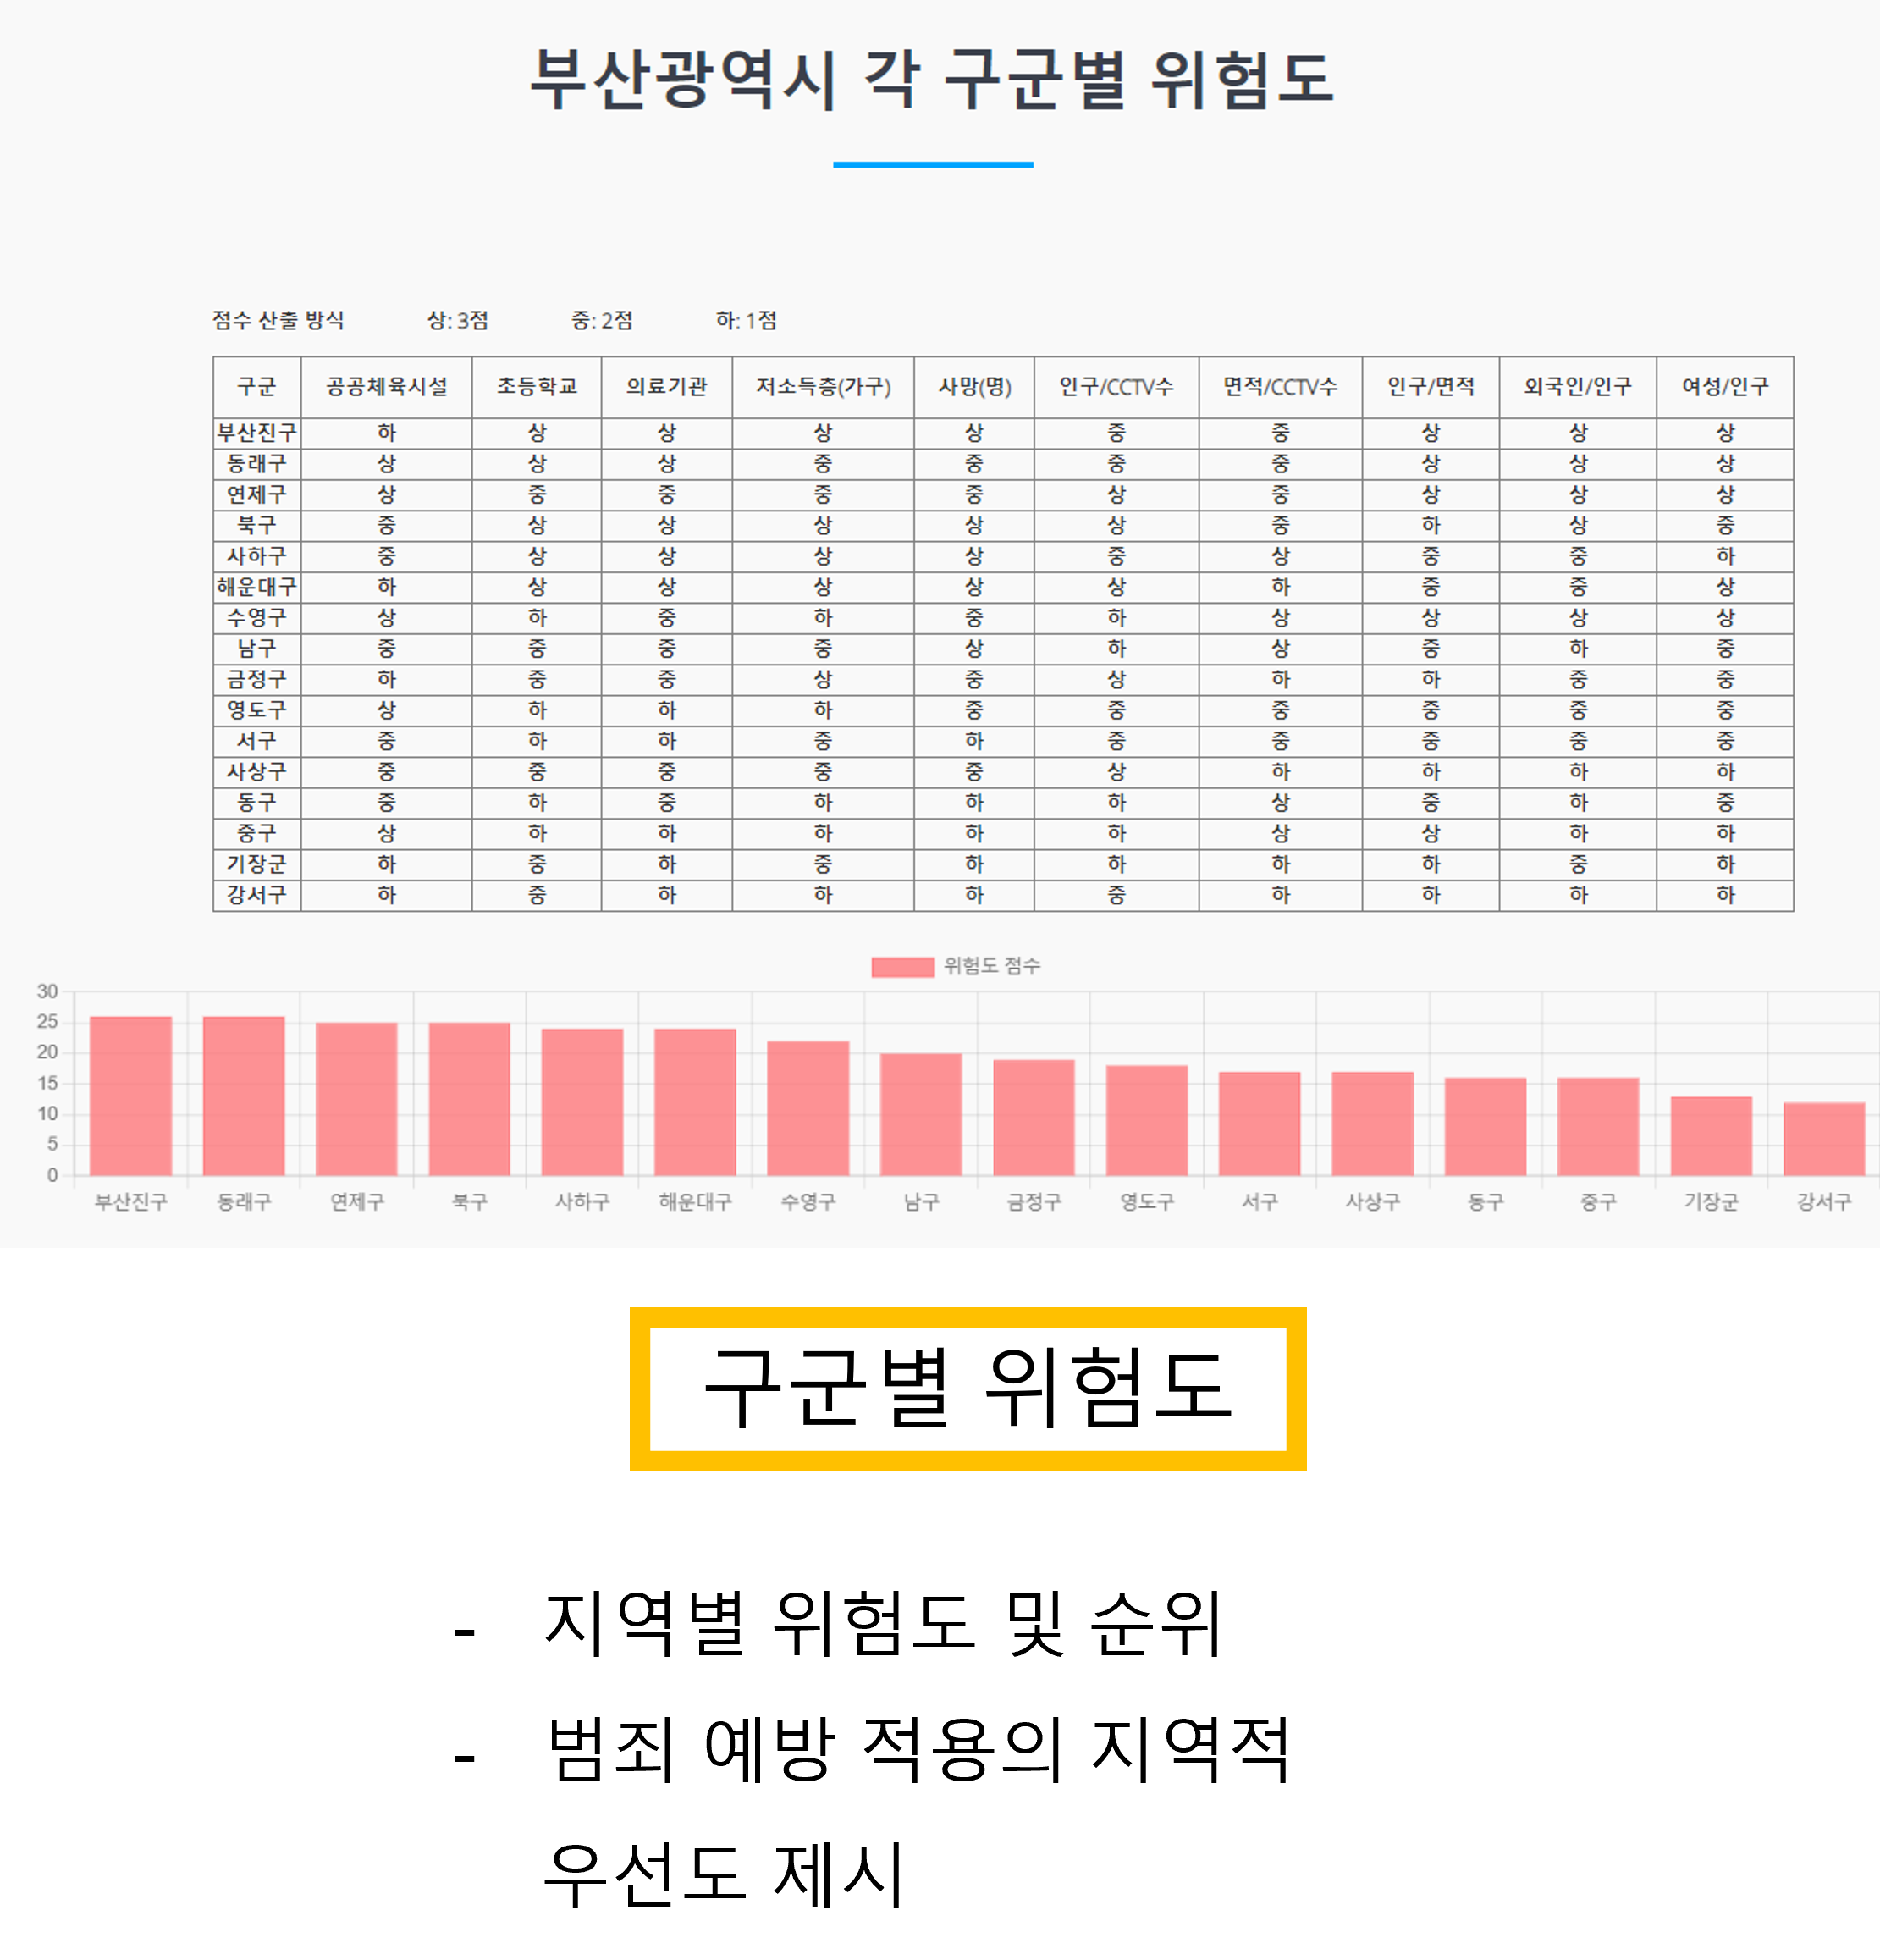 부산광역시 각 구군별 위험도
점수 산출 방식 상: 3점 중: 2점 하: 1점
구군 공공체육시설 초등학교 의료기관 저소득층(가구) 사망(명) 인구/CCTV수 면적/CCTV수 인구/면적 외국인/인구 여성/인구
부산진구 하 상 상 상 상 중 중 상 상 상
동래구 상 상 상 중 중 중 중 상 상 상
연제구 상 중 중 중 중 상 중 상 상 상
북구 중 상 상 상 상 상 중 하 상 중
사하구 중 상 상 상 상 중 상 중 중 하
해운대구 하 상 상 상 상 상 하 중 중 상
수영구 상 하 중 하 중 하 상 상 상 상
남구 중 중 중 중 상 하 상 중 하 중
금정구 하 중 중 상 중 상 하 하 중 중
영도구 상 하 하 하 중 중 중 중 중 중
서구 중 하 하 중 하 중 중 중 중 중
사상구 중 중 중 중 중 상 하 하 하 하
동구 중 하 중 하 하 하 상 중 하 중
중구 상 하 하 하 하 하 상 상 하 하
기장군 하 중 하 중 하 하 하 하 중 하
강서구 하 중 하 하 하 중 하 하 하 하
위험도 점수
30
25
20
15
10
5
0
부산진구 동래구 연제구 북구 사하구 해운대구 수영구 남구 금정구 영도구 서구 사상구 동구 중구 기장군 강서구
구군별 위험도
- 지역별 위험도 및 순위
- 범죄 예방 적용의 지역적
우선도 제시